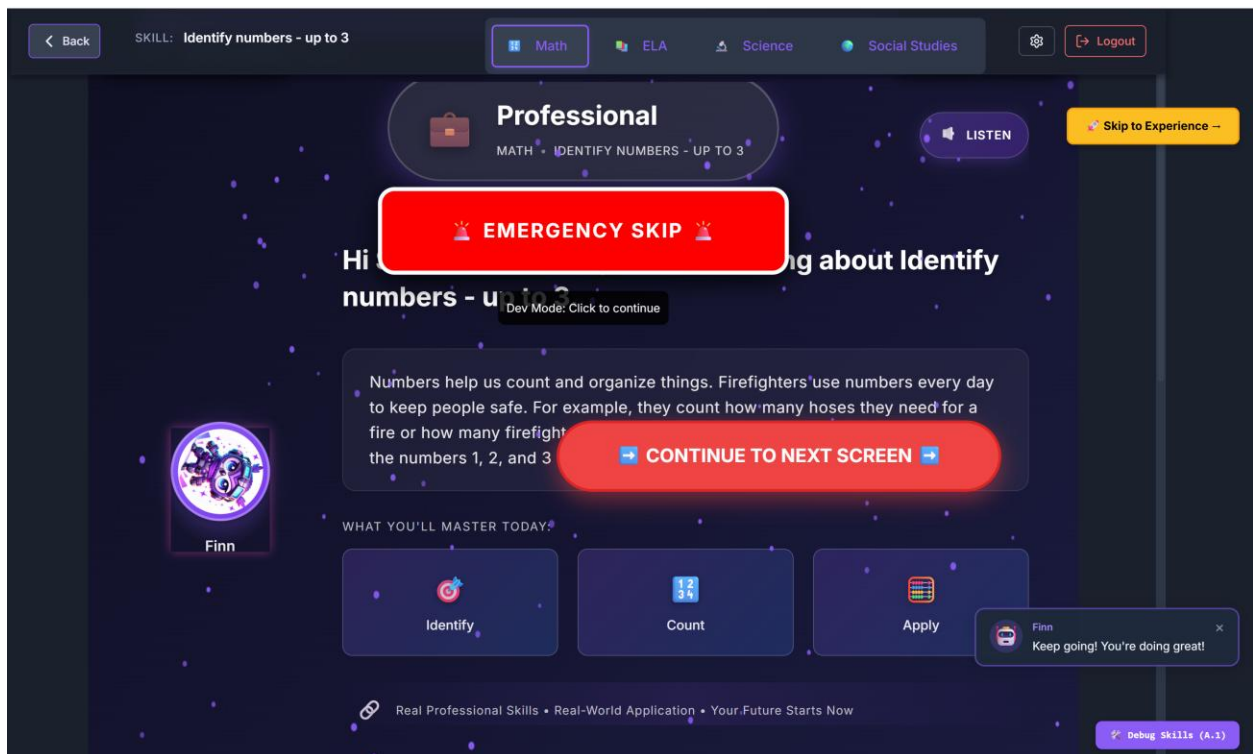 Back
SKILL: Identify numbers - up to 3
Math
ELA
Science
Social Studies
Logout
Professional
MATH • IDENTIFY NUMBERS - UP TO 3
LISTEN
Skip to Experience →
EMERGENCY SKIP
Hi about Identify
numbers - up to 3
Dev Mode: Click to continue
Numbers help us count and organize things. Firefighters use numbers every day
to keep people safe. For example, they count how many hoses they need for a
fire or how many
the numbers 1, 2, and 3
CONTINUE TO NEXT SCREEN
Finn
WHAT YOU'LL MASTER TODAY:
Identify
Count
Apply
Finn
Keep going! You're doing great!
Real Professional Skills • Real-World Application • Your Future Starts Now
Debug Skills (A.1)